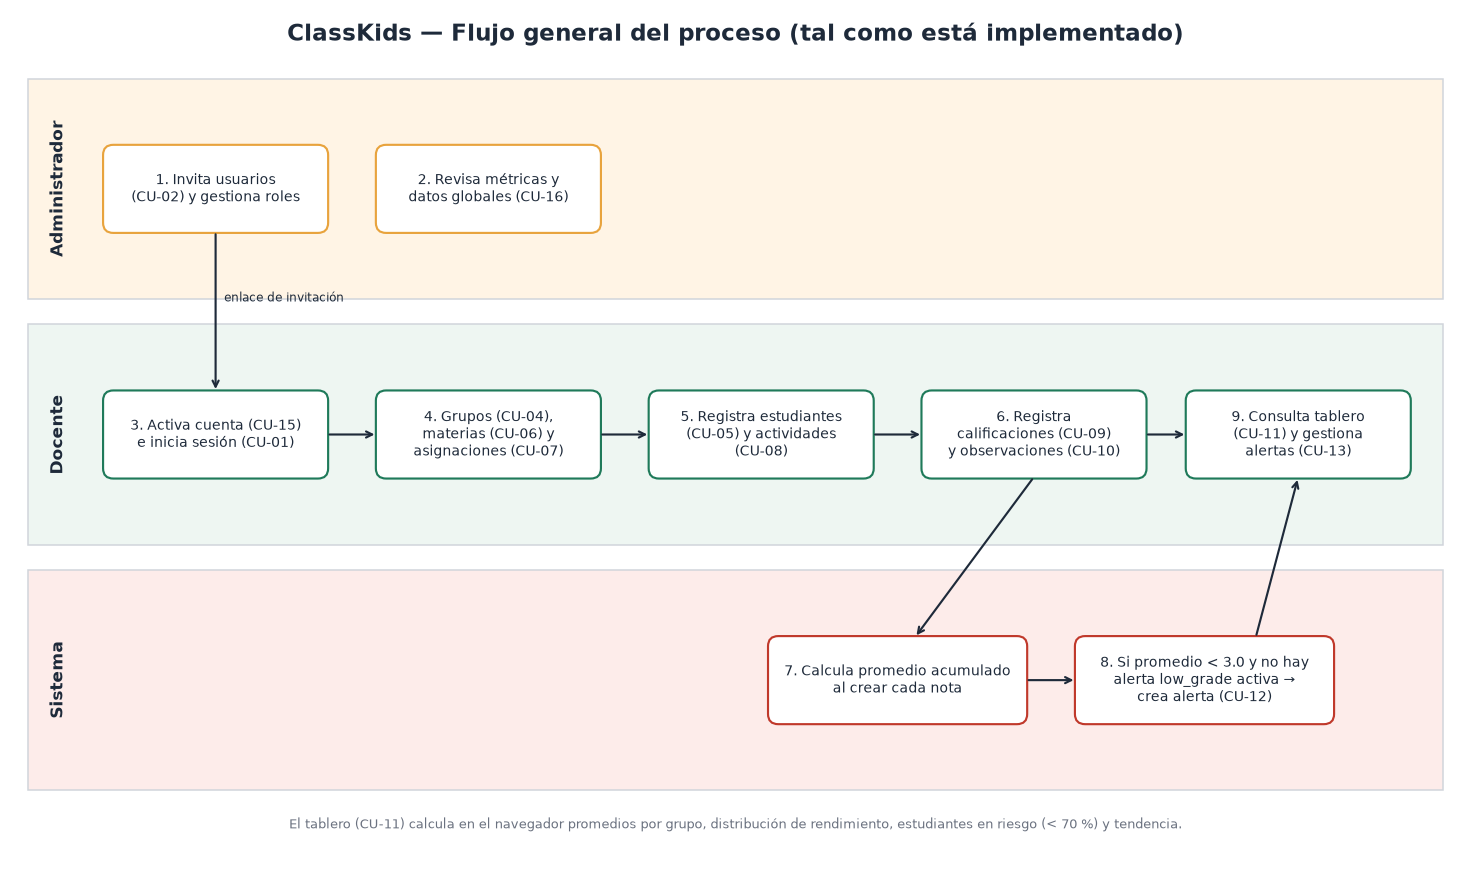 ClassKids — Flujo general del proceso (tal como está implementado)
Administrador
1. Invita usuarios
(CU-02) y gestiona roles
2. Revisa métricas y
datos globales (CU-16)
enlace de invitación
Docente
3. Activa cuenta (CU-15)
e inicia sesión (CU-01)
4. Grupos (CU-04),
materias (CU-06) y
asignaciones (CU-07)
5. Registra estudiantes
(CU-05) y actividades
(CU-08)
6. Registra
calificaciones (CU-09)
y observaciones (CU-10)
9. Consulta tablero
(CU-11) y gestiona
alertas (CU-13)
Sistema
7. Calcula promedio acumulado
al crear cada nota
8. Si promedio < 3.0 y no hay
alerta low_grade activa →
crea alerta (CU-12)
El tablero (CU-11) calcula en el navegador promedios por grupo, distribución de rendimiento, estudiantes en riesgo (< 70 %) y tendencia.